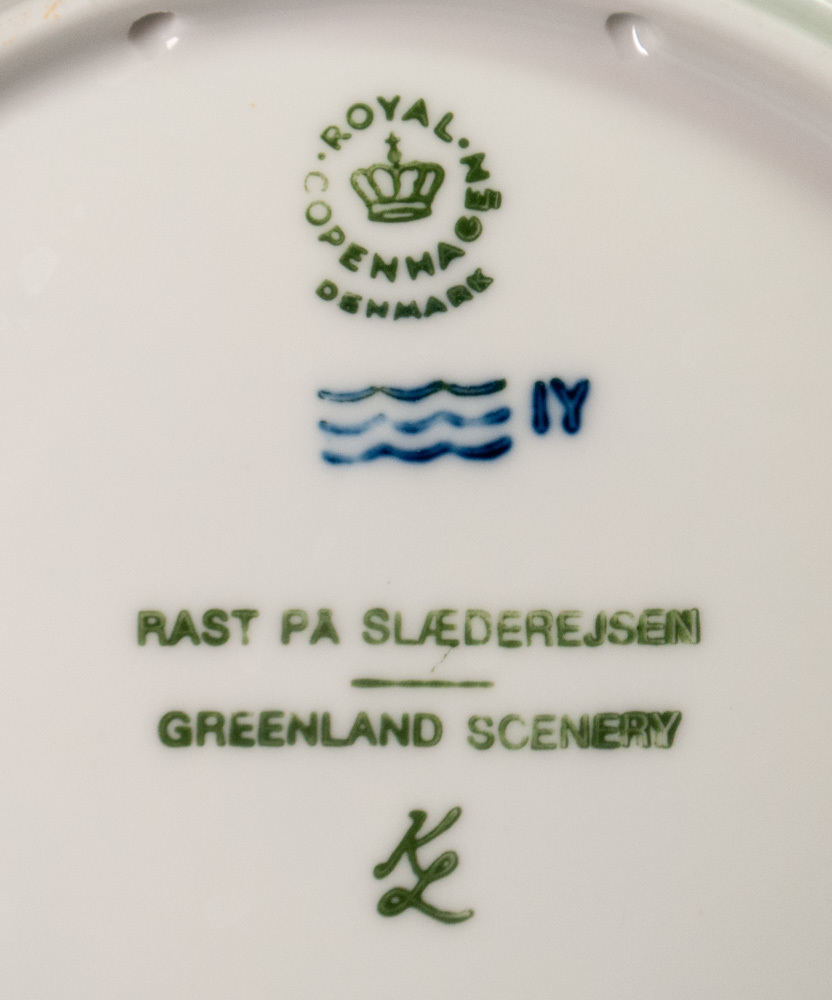 ROYAL·COPENHAGEN
DENMARK
IY
RAST PÅ SLÆDEREJSEN
GREENLAND SCENERY
KL